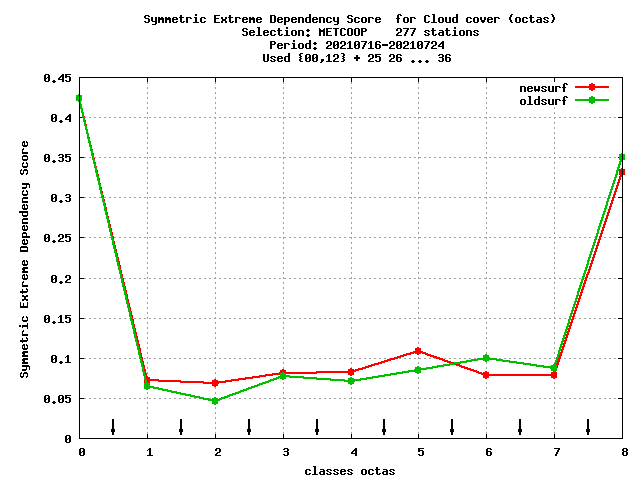 Symmetric Extreme Dependency Score  for Cloud cover (octas)
Selection: METCOOP    277 stations
Period: 20210716-20210724
Used {00,12} + 25 26 ... 36
newsurf
oldsurf
Symmetric Extreme Dependency Score
0.45
0.4
0.35
0.3
0.25
0.2
0.15
0.1
0.05
0
0 1 2 3 4 5 6 7 8
classes octas